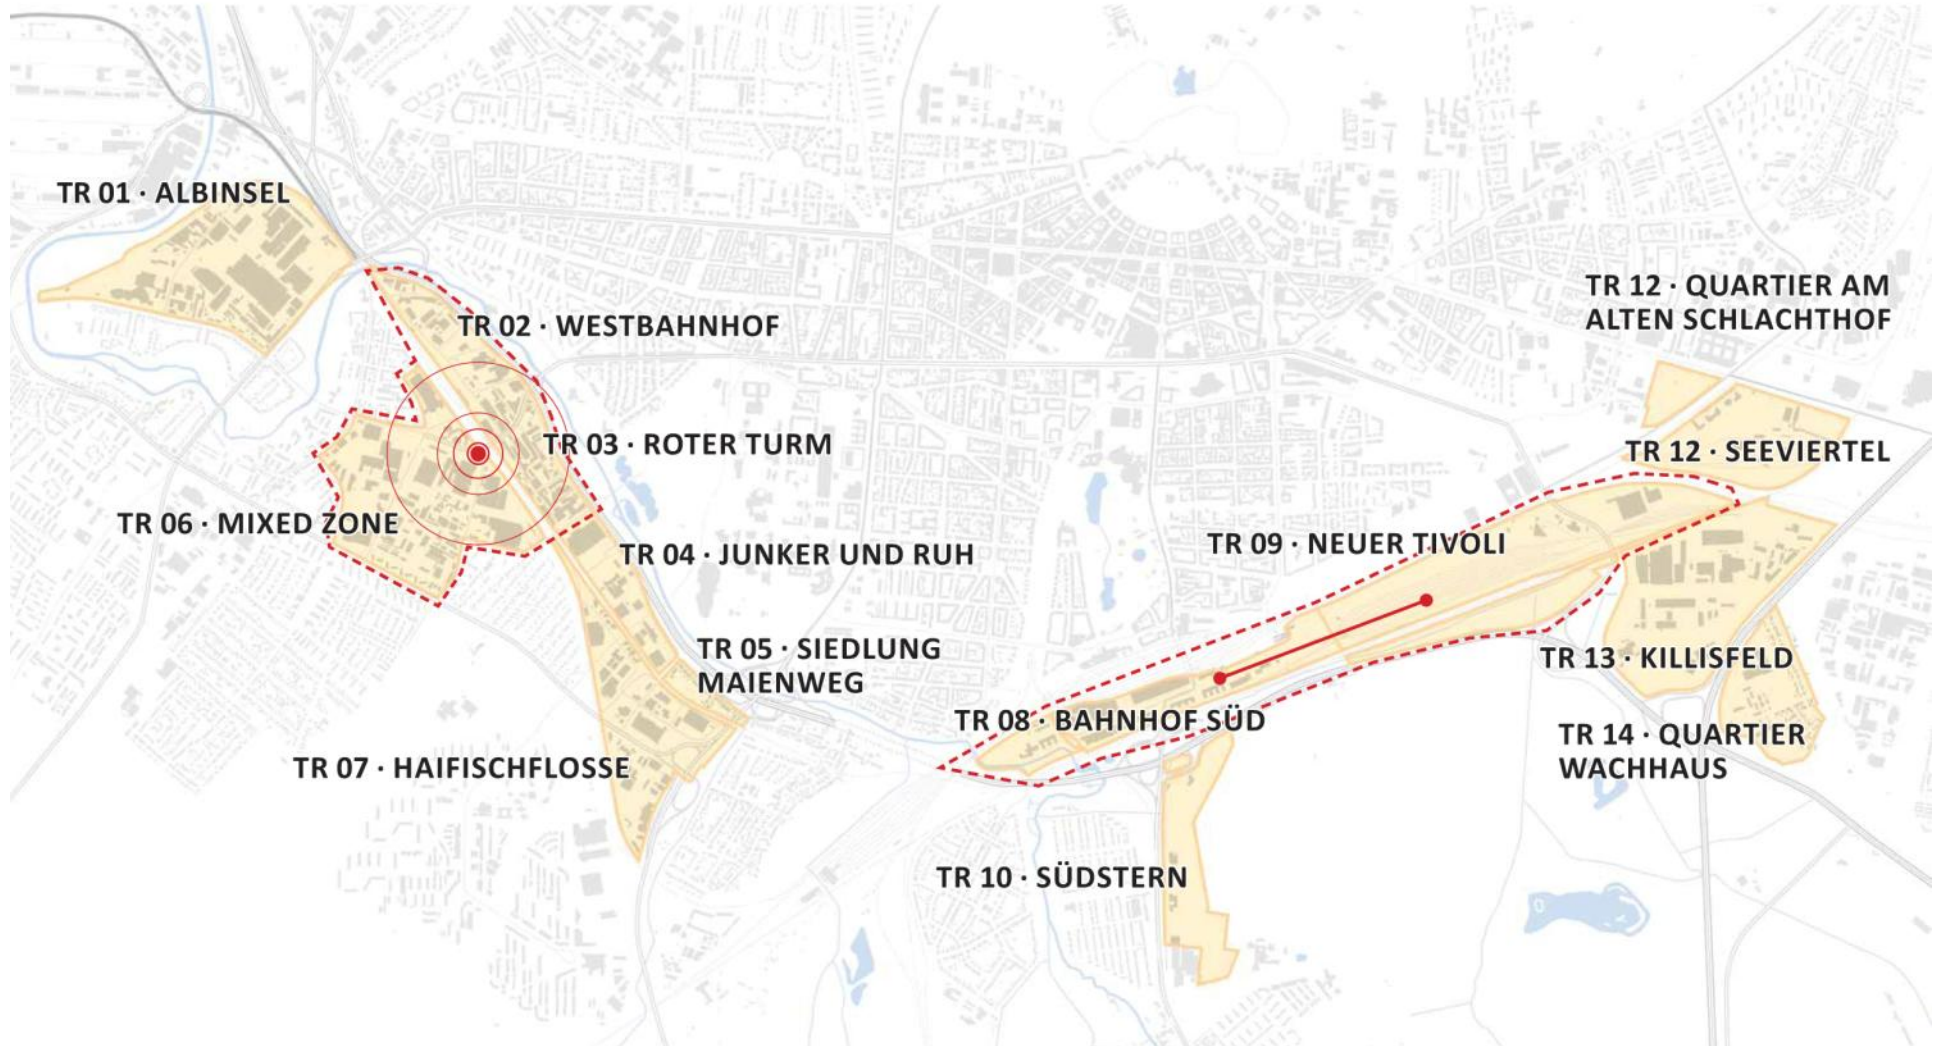 TR 01 · ALBINSEL
TR 02 · WESTBAHNHOF
TR 03 · ROTER TURM
TR 06 · MIXED ZONE
TR 04 · JUNKER UND RUH
TR 05 · SIEDLUNG
MAIENWEG
TR 07 · HAIFISCHFLOSSE
TR 12 · QUARTIER AM
ALTEN SCHLACHTHOF
TR 12 · SEEVIERTEL
TR 09 · NEUER TIVOLI
TR 13 · KILLISFELD
TR 08 · BAHNHOF SÜD
TR 14 · QUARTIER
WACHHAUS
TR 10 · SÜDSTERN